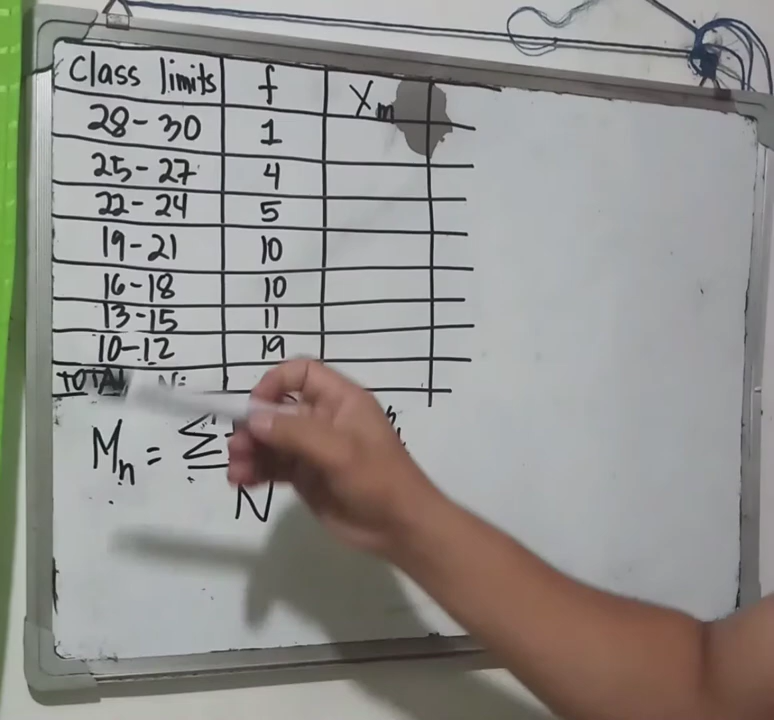 Class limits f Xm
28-30 1
25-27 4
22-24 5
19-21 10
16-18 10
13-15 11
10-12 19
TOTAL N=
Mn = Σ
N